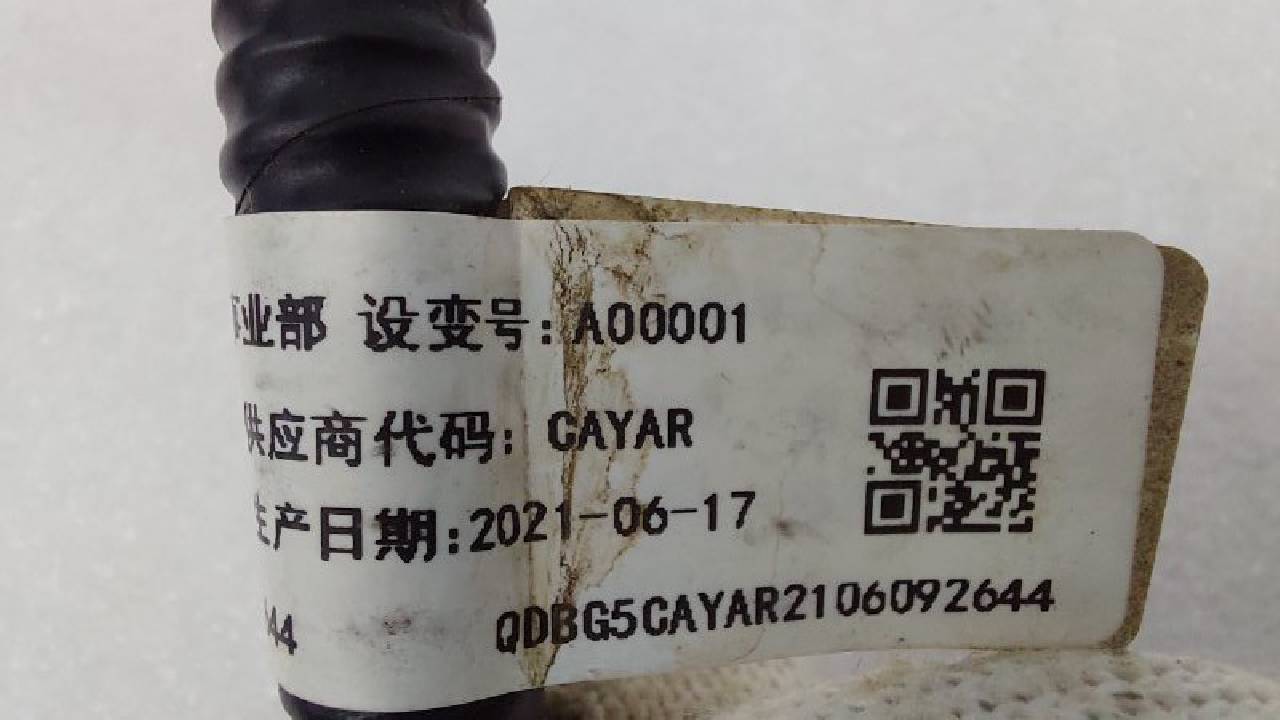 业部 设变号:A00001
供应商代码: CAYAR
生产日期:2021-06-17
44 QDBG5CAYAR2106092644